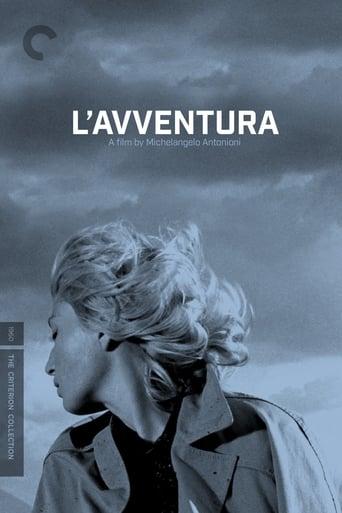 L'AVVENTURA
A film by Michelangelo Antonioni
1960
THE CRITERION COLLECTION